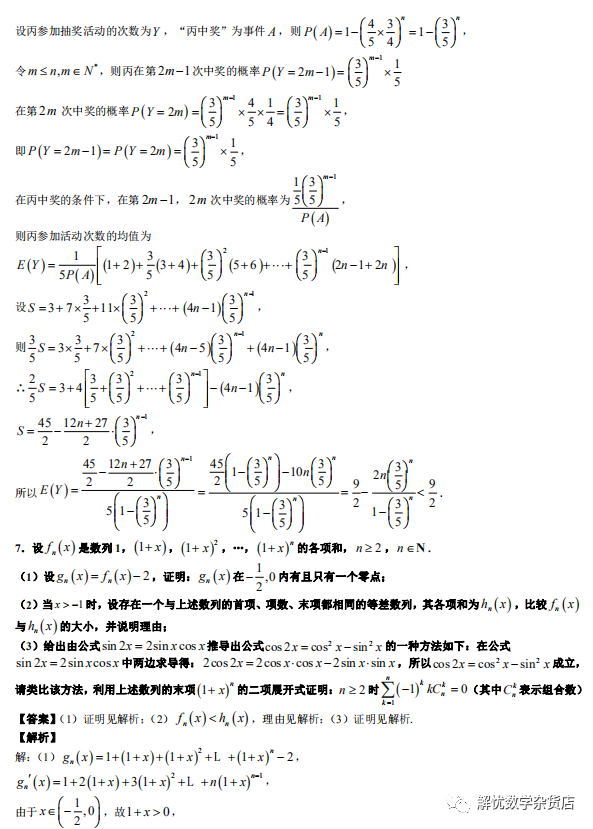 设丙参加抽奖活动的次数为Y,“丙中奖”为事件A,则 P(A)=1-(4/5×3/4)^n=1-(3/5)^n,
令m≤n,m∈N*,则丙在第2m-1次中奖的概率P(Y=2m-1)=(3/5)^{m-1}×1/5
在第2m 次中奖的概率P(Y=2m)=(3/5)^{m-1}×4/5×1/4=(3/5)^{m-1}×1/5,
即P(Y=2m-1)=P(Y=2m)=(3/5)^{m-1}×1/5,
在丙中奖的条件下,在第2m-1,2m次中奖的概率为 1/5(3/5)^{m-1}/P(A),
则丙参加活动次数的均值为
E(Y)=1/(5P(A))[(1+2)+3/5(3+4)+(3/5)^2(5+6)+⋯+(3/5)^{n-1}(2n-1+2n)],
设S=3+7×3/5+11×(3/5)^2+⋯+(4n-1)(3/5)^{n-1},
则3/5S=3×3/5+7×(3/5)^2+⋯+(4n-5)(3/5)^{n-1}+(4n-1)(3/5)^n,
∴2/5S=3+4[3/5+(3/5)^2+⋯+(3/5)^{n-1}]-(4n-1)(3/5)^n,
S=45/2-(12n+27)/2·(3/5)^{n-1},
所以E(Y)=(45/2-(12n+27)/2·(3/5)^{n-1})/(5(1-(3/5)^n))=(45/2(1-(3/5)^n)-10n(3/5)^n)/(5(1-(3/5)^n))=9/2-2n(3/5)^n/(1-(3/5)^n)<9/2.
7.设f_n(x)是数列1,(1+x),(1+x)^2,⋯,(1+x)^n的各项和,n≥2,n∈N.
(1)设g_n(x)=f_n(x)-2,证明:g_n(x)在-1/2,0内有且只有一个零点;
(2)当x>-1时,设存在一个与上述数列的首项、项数、末项都相同的等差数列,其各项和为h_n(x),比较f_n(x)
与h_n(x)的大小,并说明理由;
(3)给出由公式sin2x=2sinxcosx推导出公式cos2x=cos^2x-sin^2x的一种方法如下:在公式
sin2x=2sinxcosx中两边求导得:2cos2x=2cosx·cosx-2sinx·sinx,所以cos2x=cos^2x-sin^2x成立,
请类比该方法,利用上述数列的末项(1+x)^n的二项展开式证明:n≥2时∑_{k=1}^{n}(-1)^k kC_n^k=0(其中C_n^k表示组合数)
【答案】(1)证明见解析;(2)f_n(x)<h_n(x),理由见解析;(3)证明见解析.
【解析】
解:(1)g_n(x)=1+(1+x)+(1+x)^2+L +(1+x)^n-2,
g_n′(x)=1+2(1+x)+3(1+x)^2+L +n(1+x)^{n-1},
由于x∈(-1/2,0),故1+x>0,
解忧数学杂货店